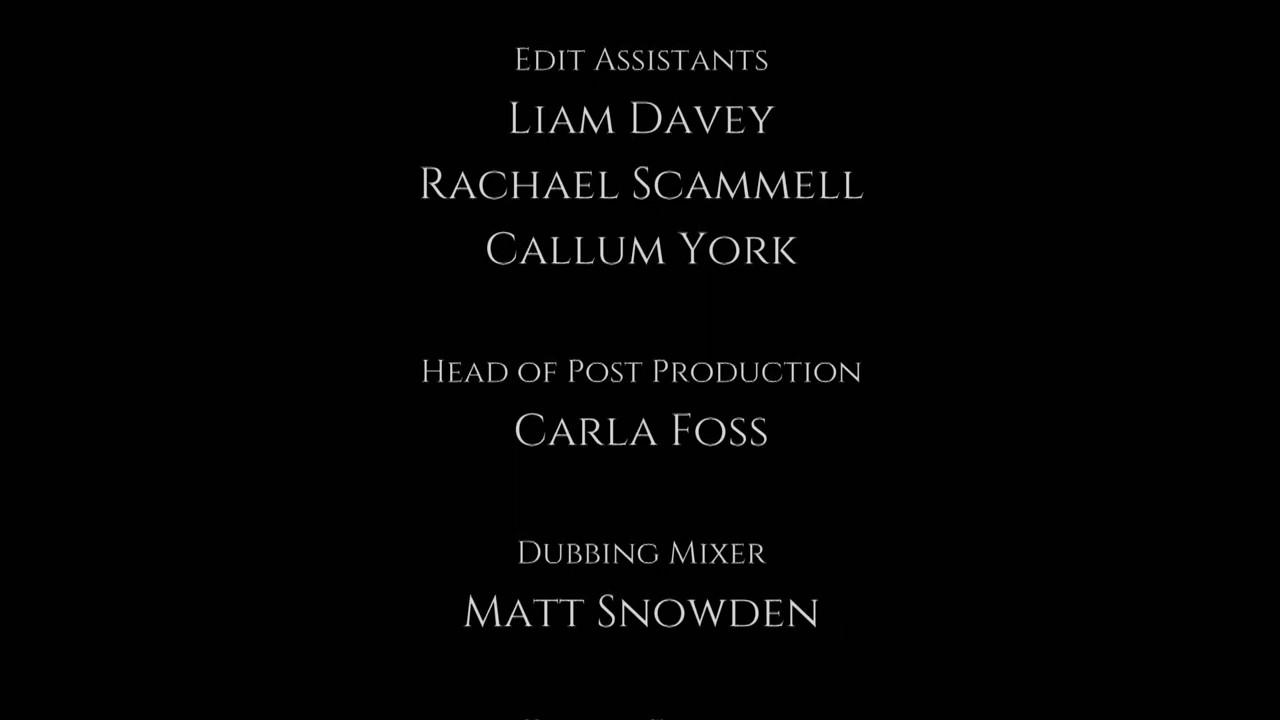 Edit Assistants
Liam Davey
Rachael Scammell
Callum York
Head of Post Production
Carla Foss
Dubbing Mixer
Matt Snowden